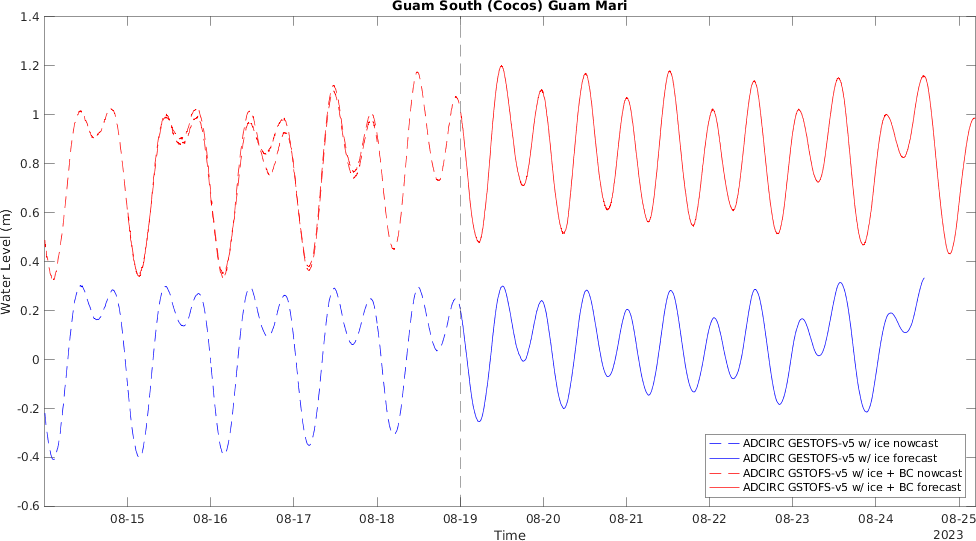 Guam South (Cocos) Guam Mari
1.4
1.2
1
0.8
0.6
0.4
0.2
0
-0.2
-0.4
-0.6
Water Level (m)
ADCIRC GESTOFS-v5 w/ ice nowcast
ADCIRC GESTOFS-v5 w/ ice forecast
ADCIRC GSTOFS-v5 w/ ice + BC nowcast
ADCIRC GSTOFS-v5 w/ ice + BC forecast
08-15 08-16 08-17 08-18 08-19 08-20 08-21 08-22 08-23 08-24 08-25
Time
2023